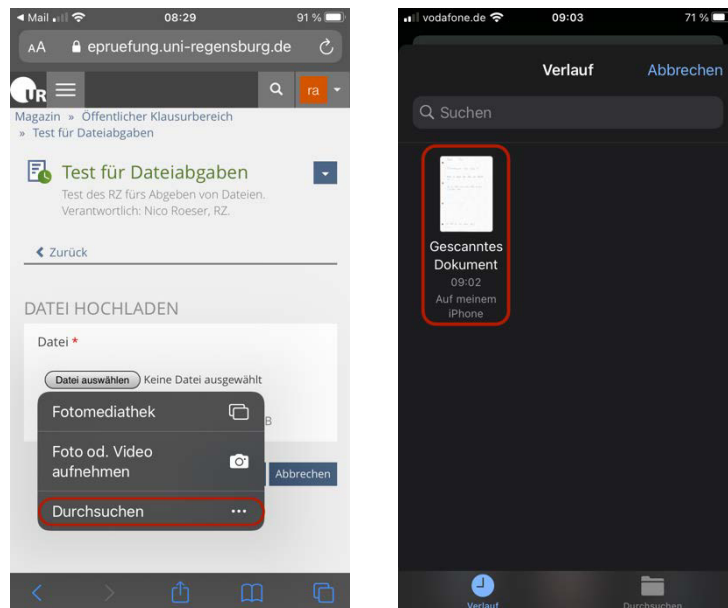 Mail
08:29
91 %
AA epruefung.uni-regensburg.de
UR
ra
Magazin » Öffentlicher Klausurbereich
» Test für Dateiabgaben
Test für Dateiabgaben
Test des RZ fürs Abgeben von Dateien.
Verantwortlich: Nico Roeser, RZ.
Zurück
DATEI HOCHLADEN
Datei *
Datei auswählen Keine Datei ausgewählt
Fotomediathek
B
Foto od. Video
aufnehmen
Abbrechen
Durchsuchen
vodafone.de
09:03
71 %
Verlauf
Abbrechen
Suchen
Gescanntes
Dokument
09:02
Auf meinem
iPhone
Verlauf
Durchsuchen